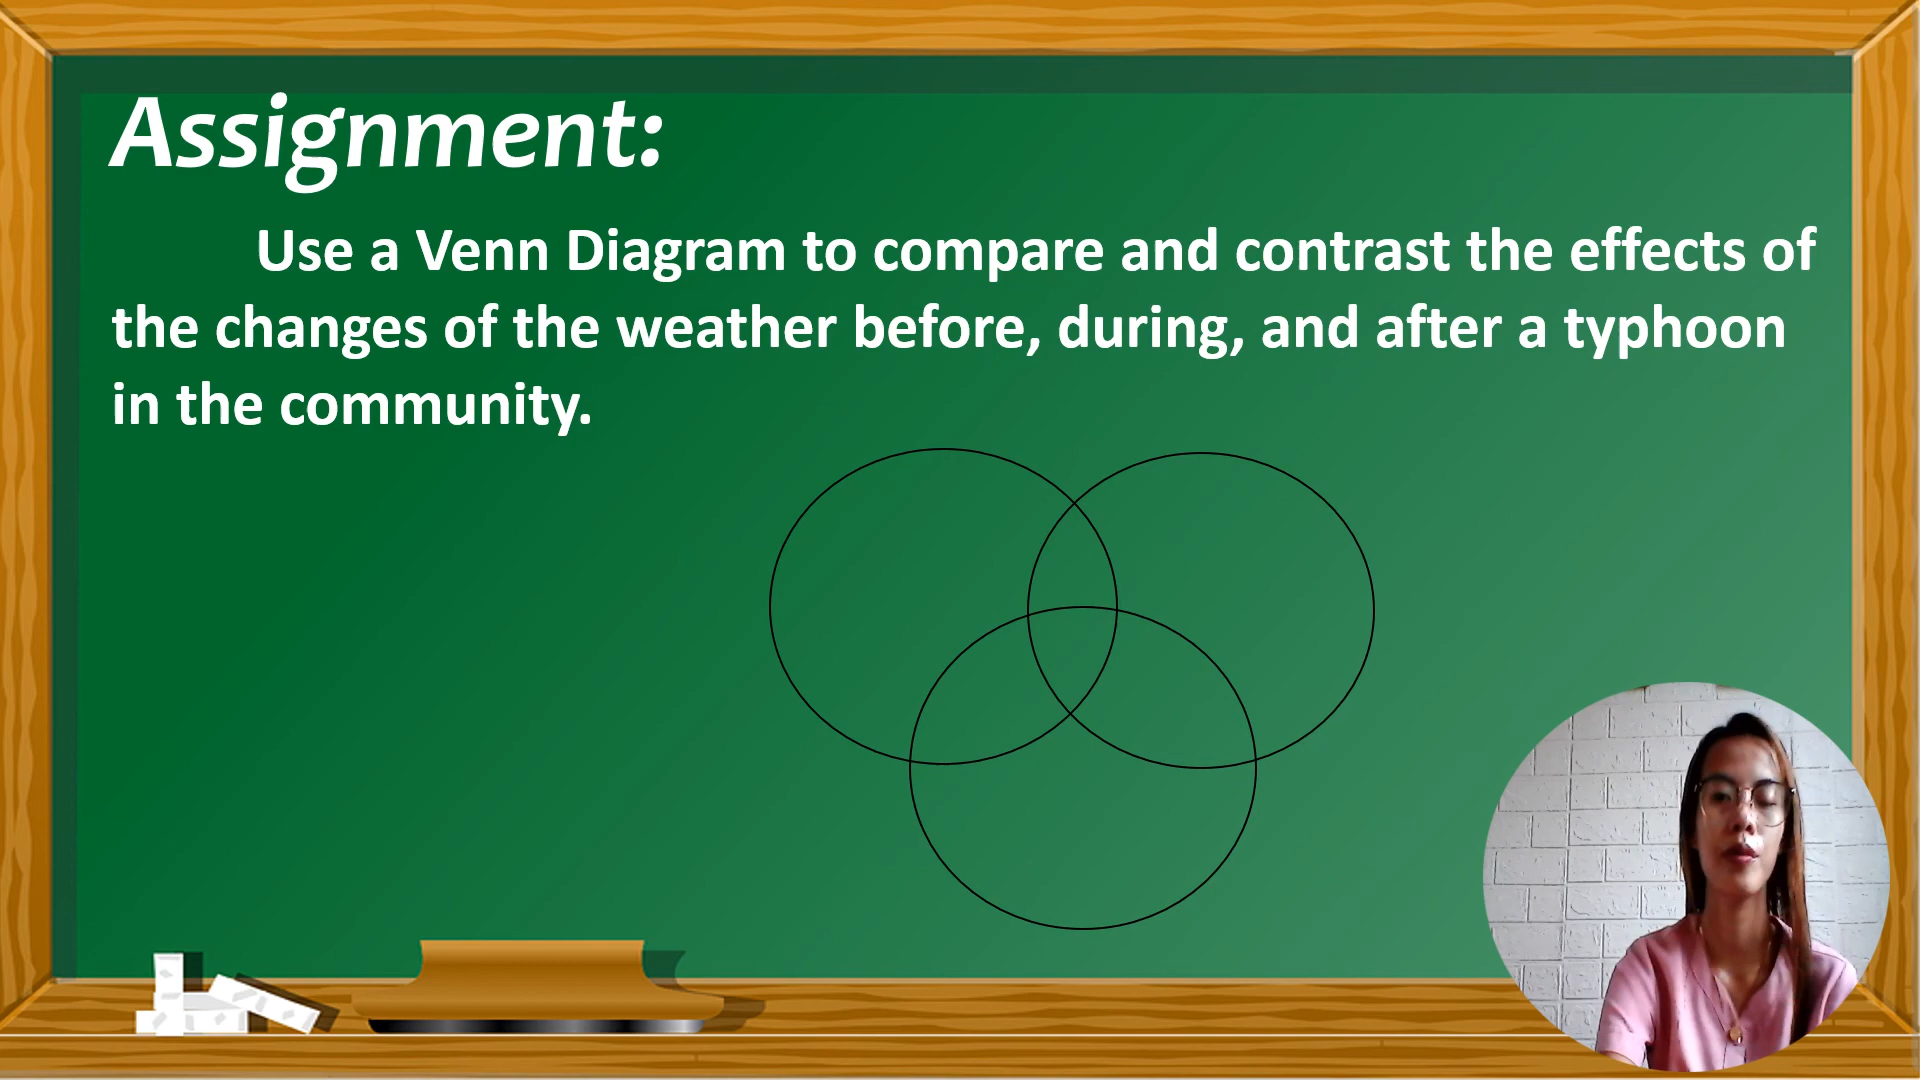 Assignment:
Use a Venn Diagram to compare and contrast the effects of
the changes of the weather before, during, and after a typhoon
in the community.